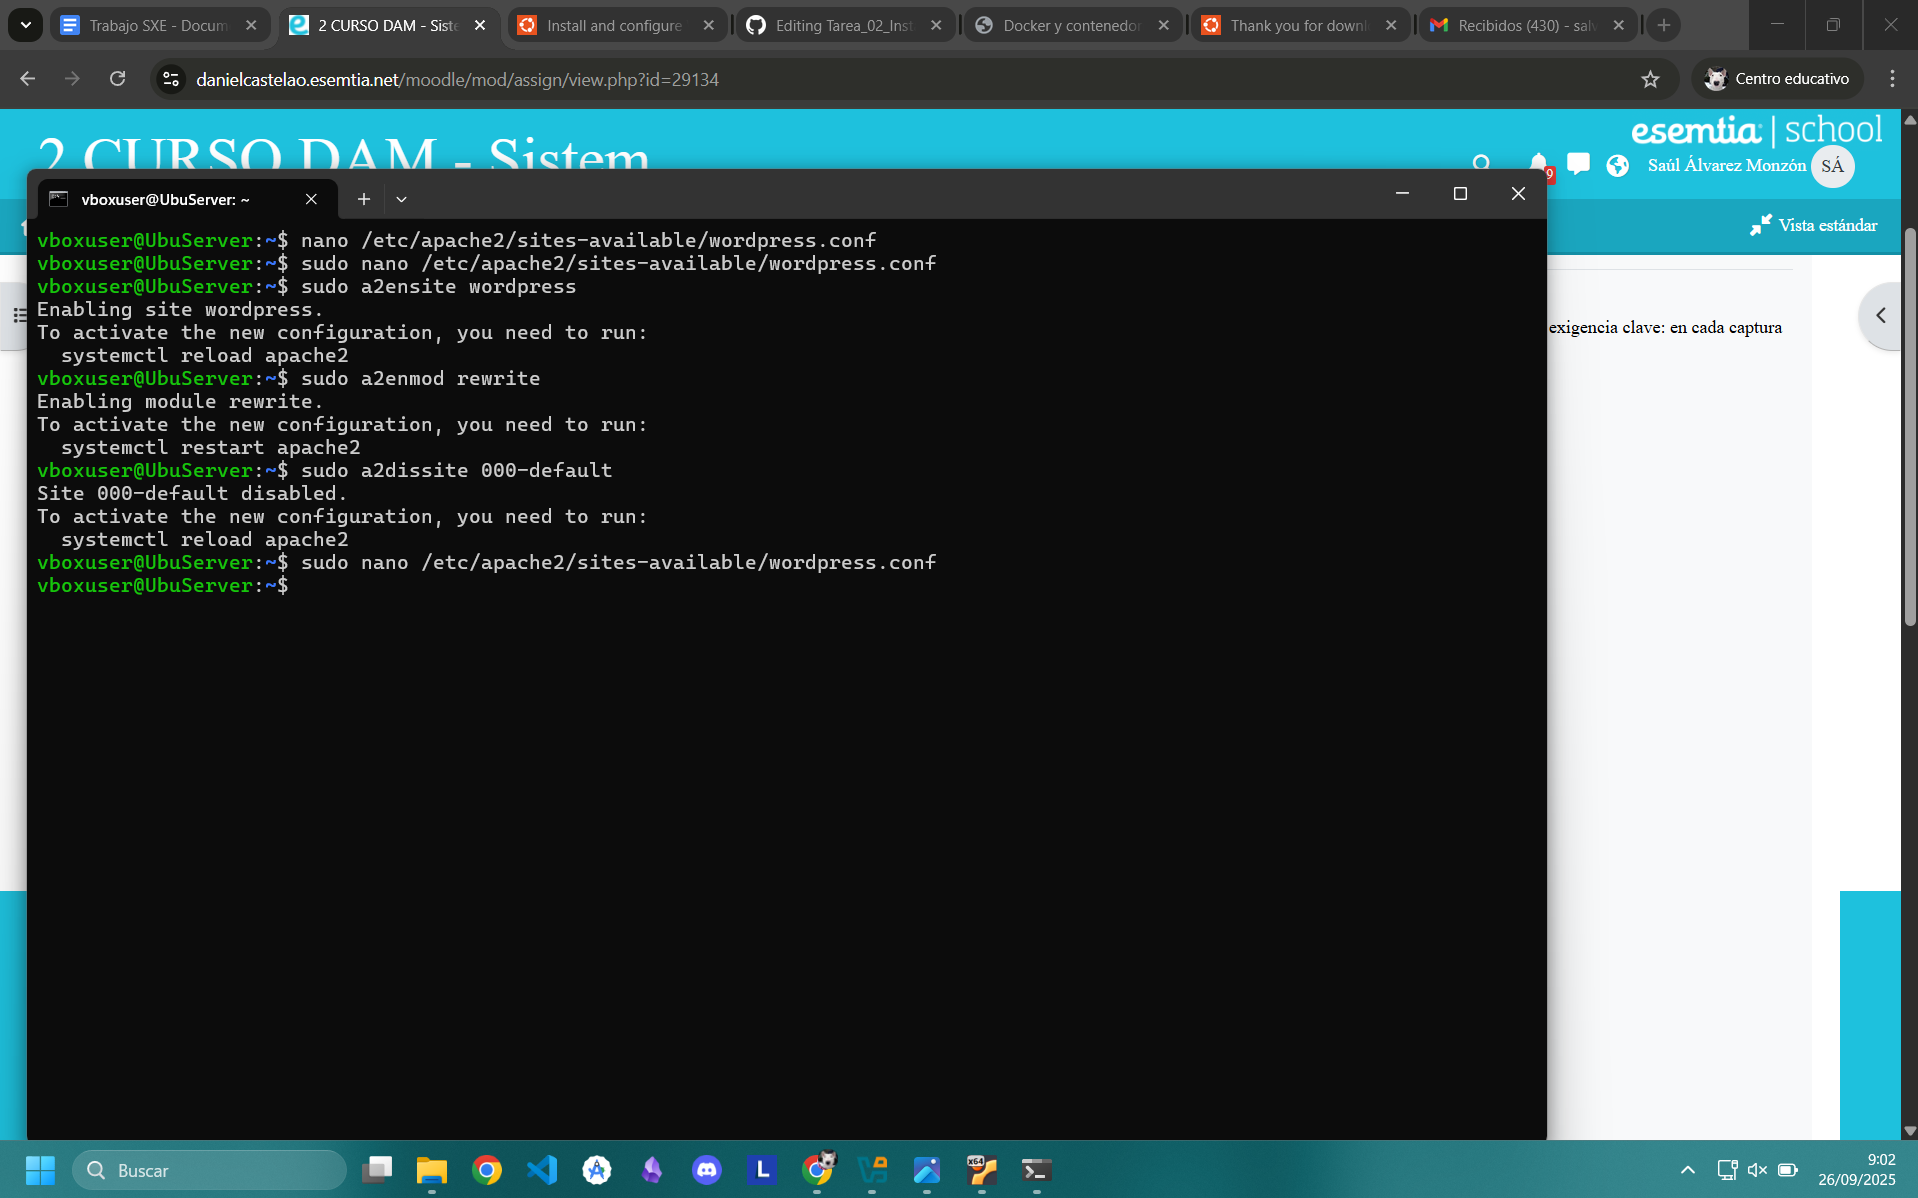 Trabajo SXE - Docum
2 CURSO DAM - Siste
Install and configure
Editing Tarea_02_Inst
Docker y contenedor
Thank you for downl
Recibidos (430) - salv
danielcastelao.esemtia.net/moodle/mod/assign/view.php?id=29134
Centro educativo
2 CURSO DAM - Sistem
esemtia | school
9
Saúl Álvarez Monzón
SÁ
Vista estándar
exigencia clave: en cada captura
vboxuser@UbuServer: ~
vboxuser@UbuServer:~$ nano /etc/apache2/sites-available/wordpress.conf
vboxuser@UbuServer:~$ sudo nano /etc/apache2/sites-available/wordpress.conf
vboxuser@UbuServer:~$ sudo a2ensite wordpress
Enabling site wordpress.
To activate the new configuration, you need to run:
  systemctl reload apache2
vboxuser@UbuServer:~$ sudo a2enmod rewrite
Enabling module rewrite.
To activate the new configuration, you need to run:
  systemctl restart apache2
vboxuser@UbuServer:~$ sudo a2dissite 000-default
Site 000-default disabled.
To activate the new configuration, you need to run:
  systemctl reload apache2
vboxuser@UbuServer:~$ sudo nano /etc/apache2/sites-available/wordpress.conf
vboxuser@UbuServer:~$
Buscar
L
X64
9:02
26/09/2025